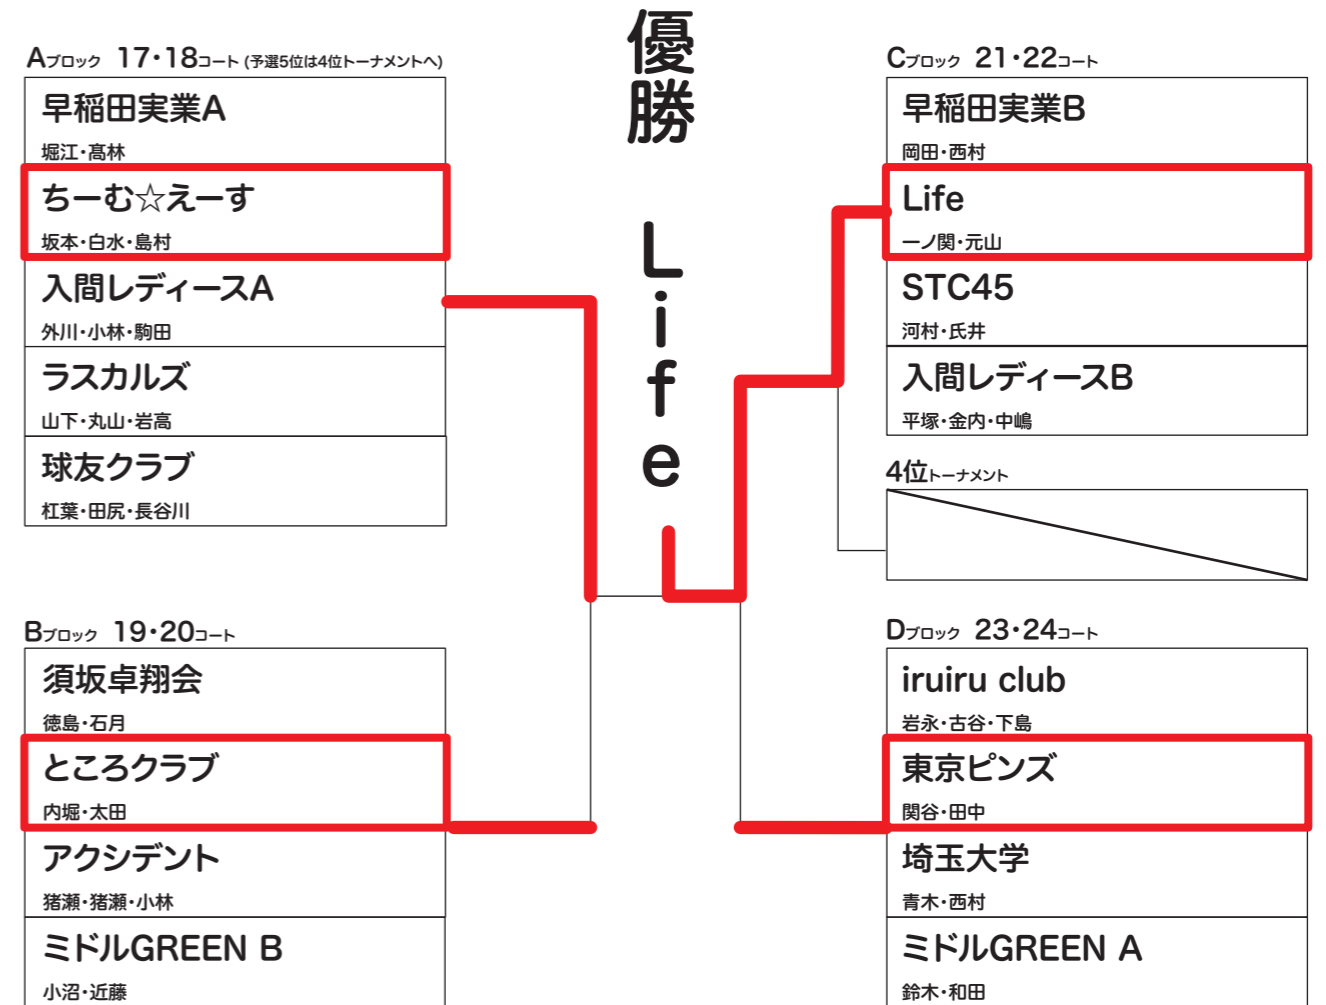 優勝 Life
Aブロック 17・18コート (予選5位は4位トーナメントへ)
早稲田実業A
堀江・髙林
ちーむ☆えーす
坂本・白水・島村
入間レディースA
外川・小林・駒田
ラスカルズ
山下・丸山・岩高
球友クラブ
杠葉・田尻・長谷川
Bブロック 19・20コート
須坂卓翔会
徳島・石月
ところクラブ
内堀・太田
アクシデント
猪瀬・猪瀬・小林
ミドルGREEN B
小沼・近藤
Cブロック 21・22コート
早稲田実業B
岡田・西村
Life
一ノ関・元山
STC45
河村・氏井
入間レディースB
平塚・金内・中嶋
4位トーナメント
Dブロック 23・24コート
iruiru club
岩永・古谷・下島
東京ピンズ
関谷・田中
埼玉大学
青木・西村
ミドルGREEN A
鈴木・和田